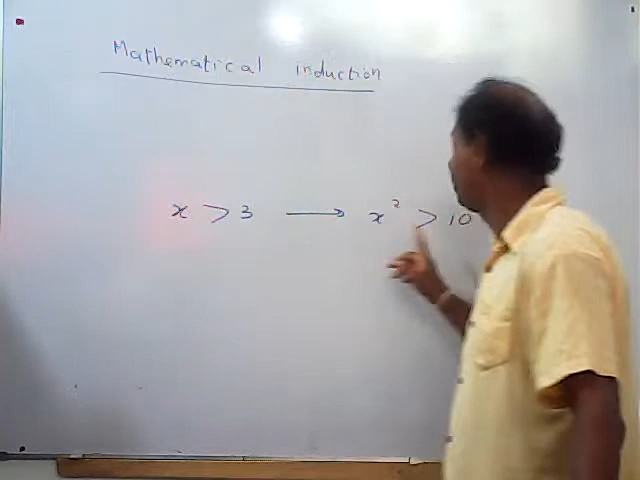 Mathematical induction
x > 3 → x² > 10